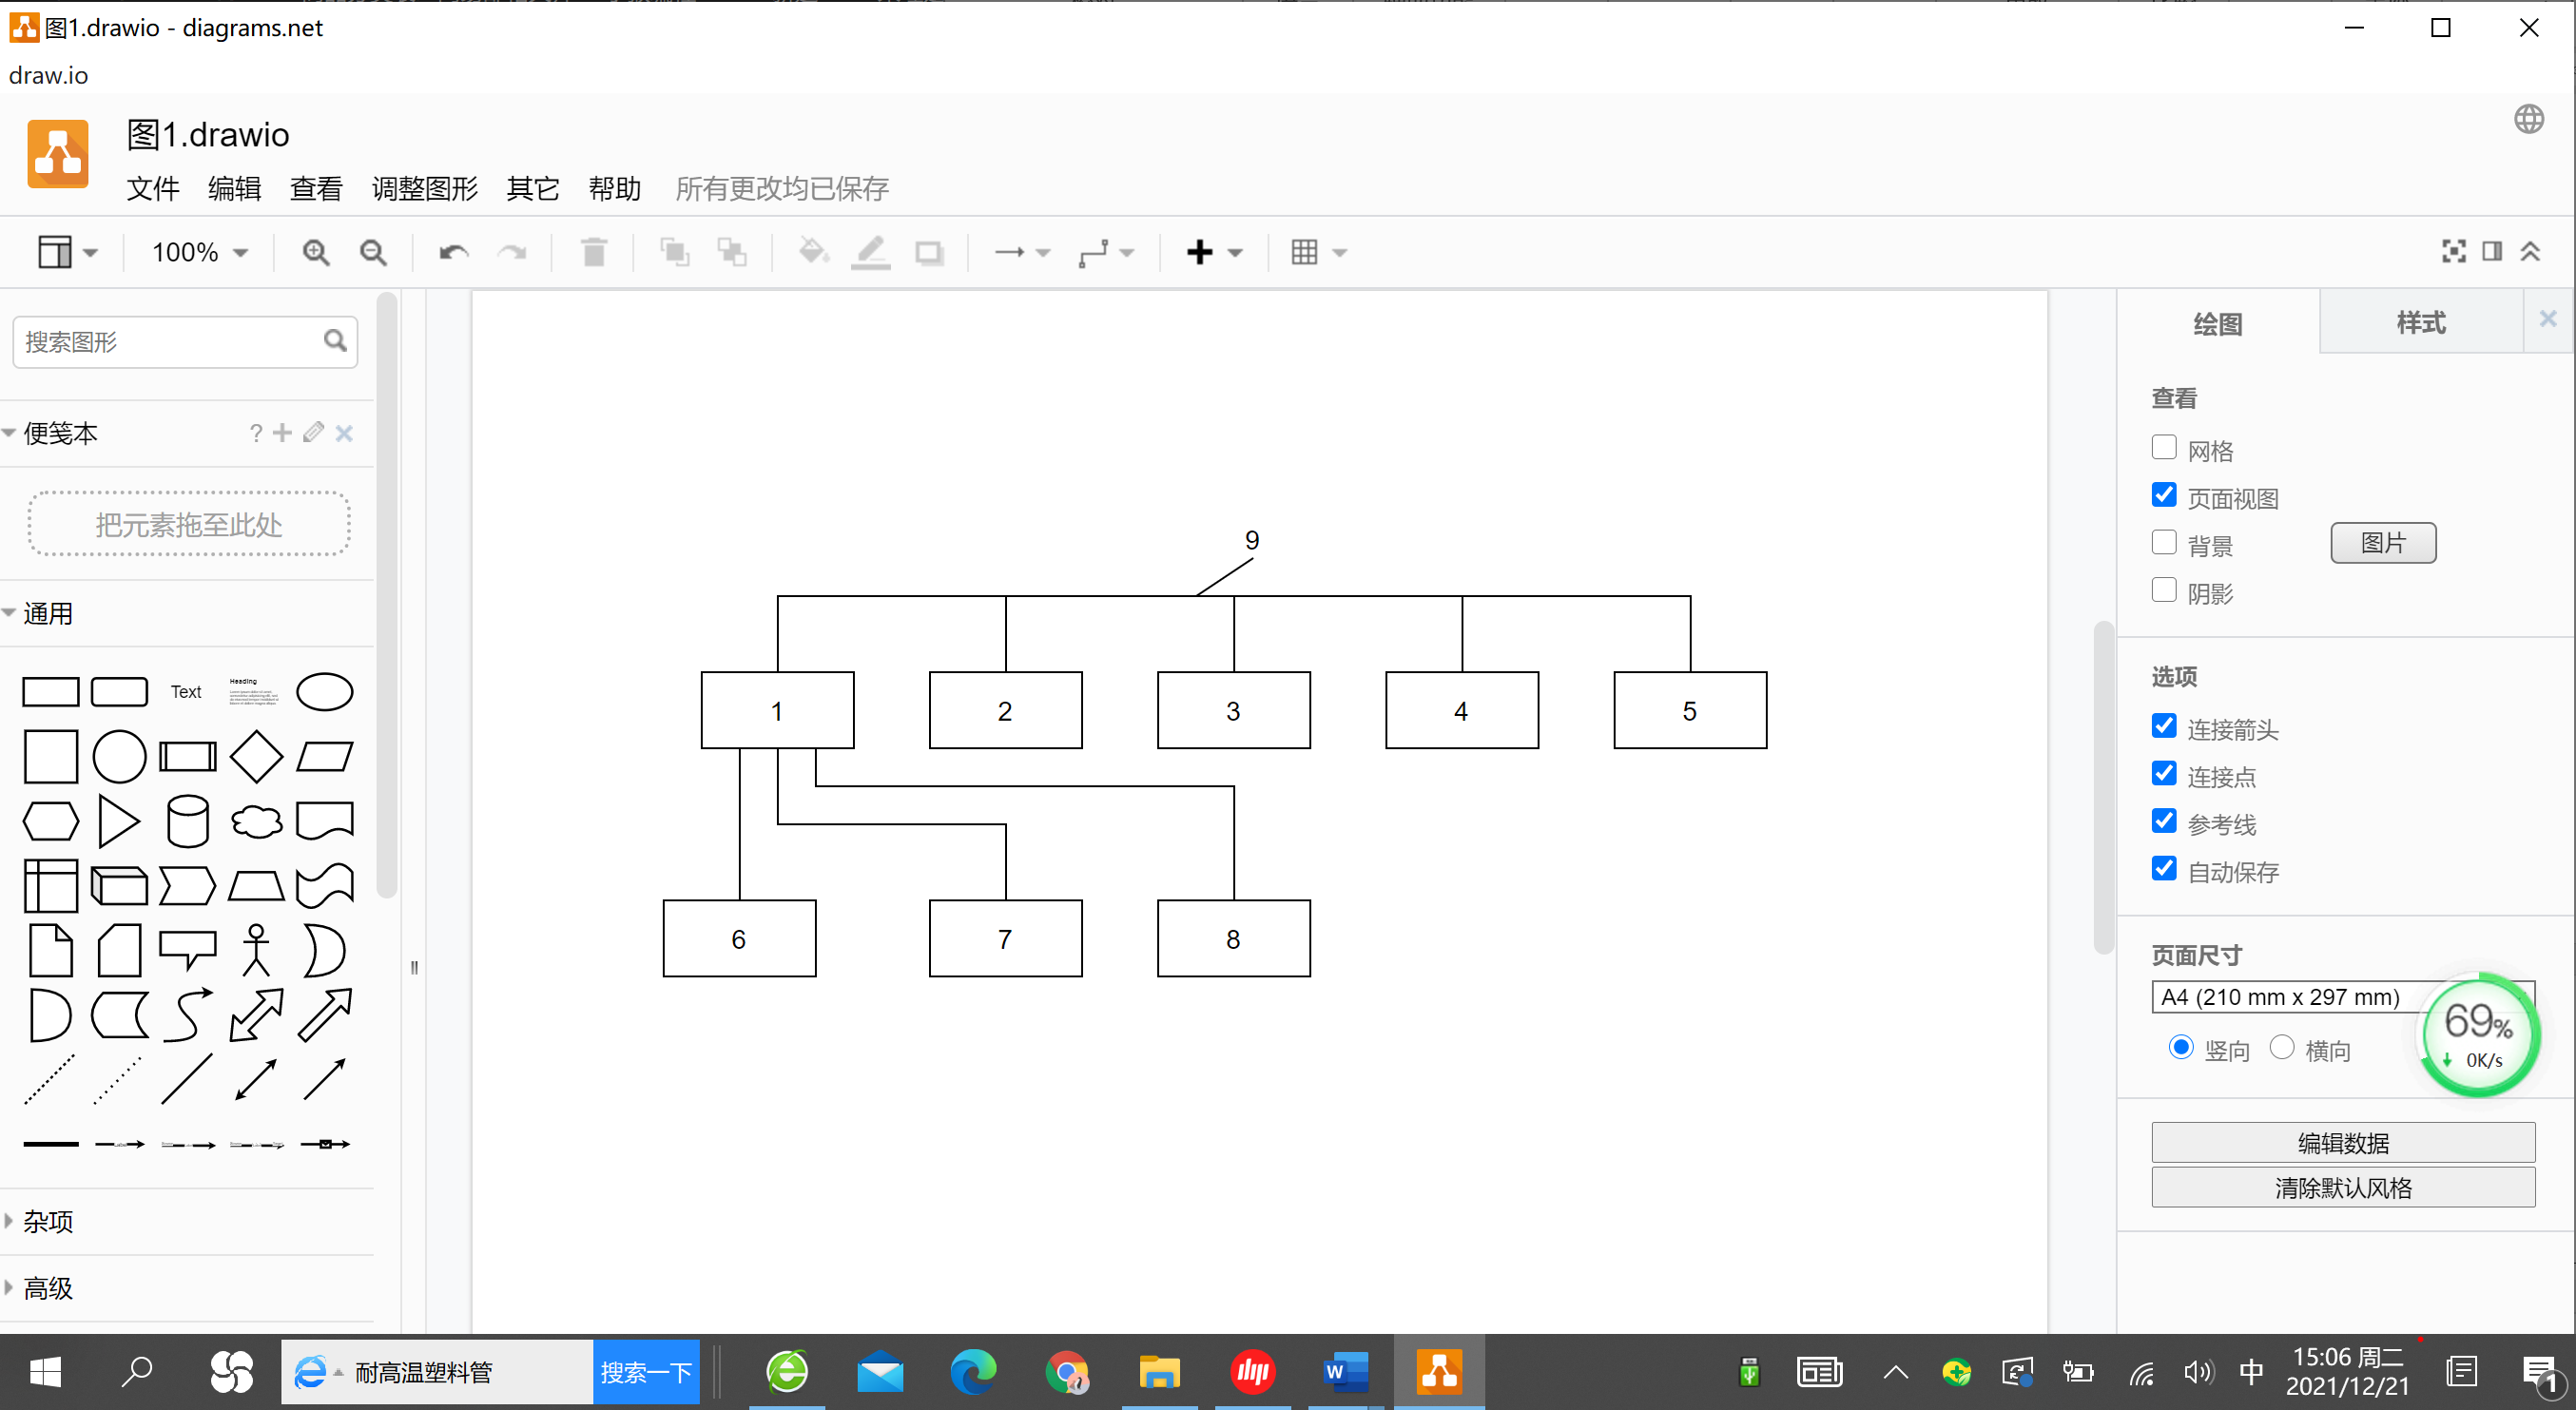 图1.drawio - diagrams.net
draw.io
图1.drawio
文件 编辑 查看 调整图形 其它 帮助 所有更改均已保存
100%
搜索图形
便笺本 ?
把元素拖至此处
通用
Text
Heading
杂项
高级
9
1 2 3 4 5
6 7 8
绘图 样式
查看
网格
页面视图
背景 图片
阴影
选项
连接箭头
连接点
参考线
自动保存
页面尺寸
A4 (210 mm x 297 mm)
竖向 横向
69%
0K/s
编辑数据
清除默认风格
耐高温塑料管 搜索一下
W
中
15:06 周二
2021/12/21
1